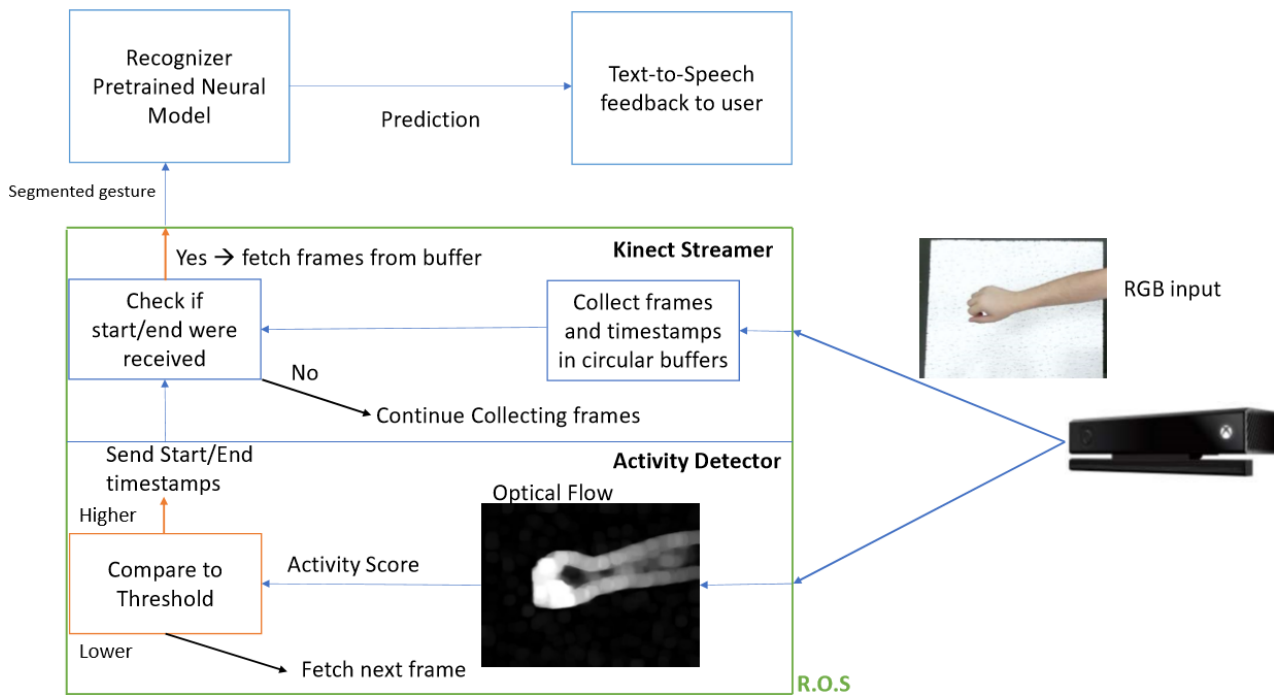 Recognizer
Pretrained Neural
Model
Prediction
Text-to-Speech
feedback to user
Segmented gesture
Yes → fetch frames from buffer
Kinect Streamer
Check if
start/end were
received
Collect frames
and timestamps
in circular buffers
RGB input
No
Continue Collecting frames
Send Start/End
timestamps
Activity Detector
Optical Flow
Higher
Compare to
Threshold
Activity Score
Lower
Fetch next frame
R.O.S